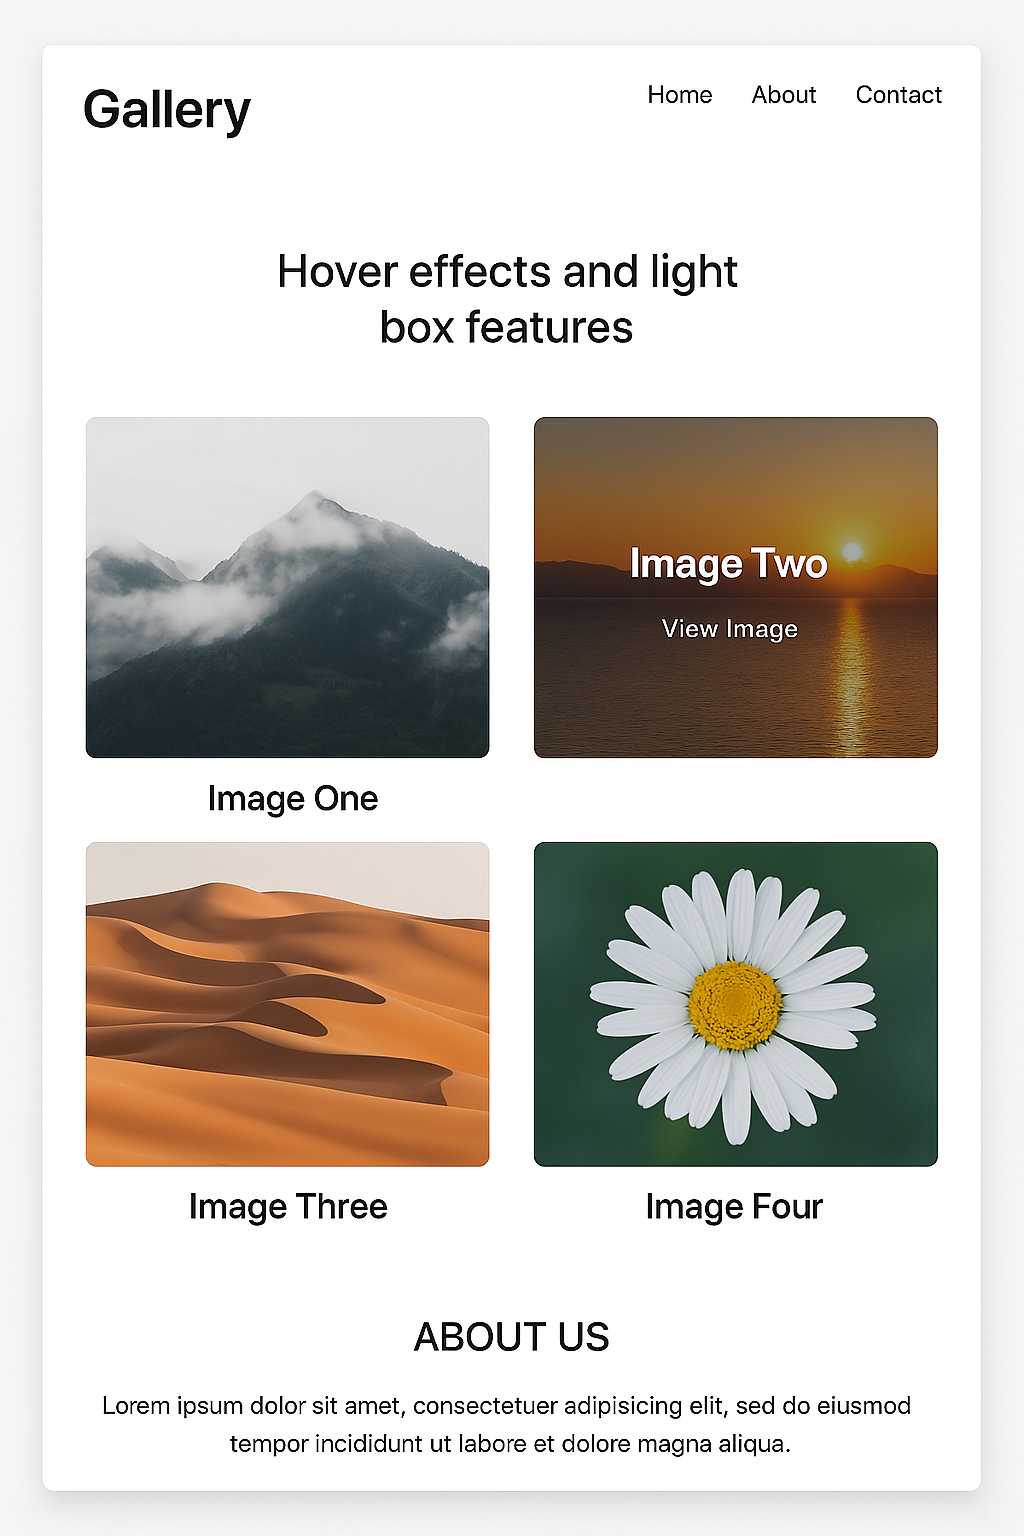 Gallery
Home About Contact
Hover effects and light
box features
Image Two
View Image
Image One
Image Three
Image Four
ABOUT US
Lorem ipsum dolor sit amet, consectetuer adipisicing elit, sed do eiusmod
tempor incididunt ut labore et dolore magna aliqua.